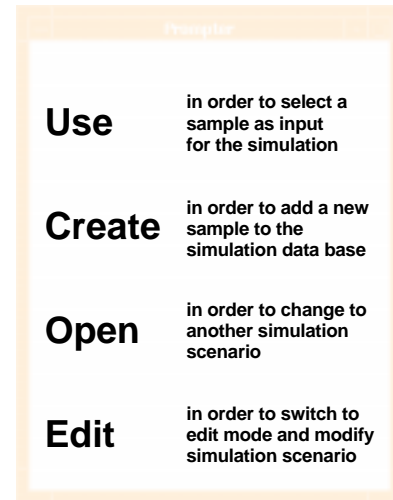 Prompter
Use
in order to select a
sample as input
for the simulation
Create
in order to add a new
sample to the
simulation data base
Open
in order to change to
another simulation
scenario
Edit
in order to switch to
edit mode and modify
simulation scenario